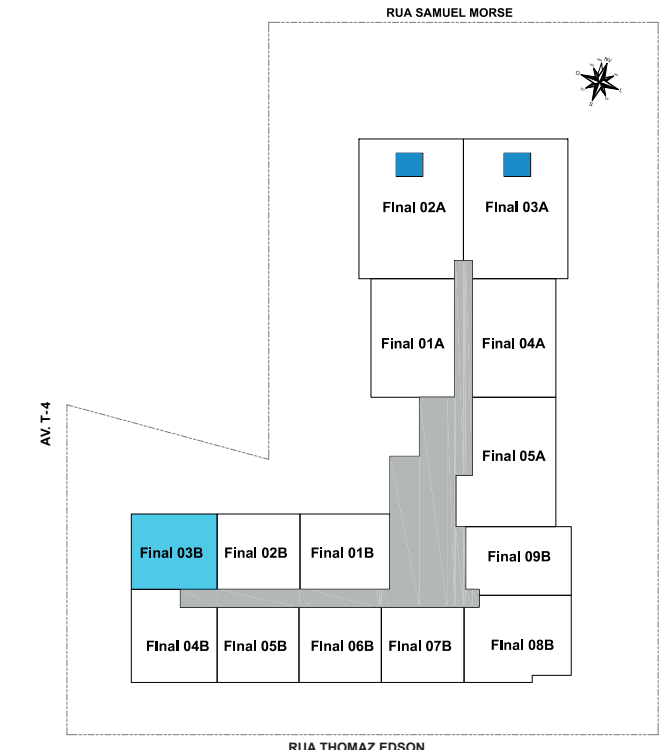 RUA SAMUEL MORSE
FInal 02A
FInal 03A
Final 01A
Final 04A
AV. T-4
Final 05A
Final 03B
Final 02B
Final 01B
Final 09B
FInal 04B
FInal 05B
FInal 06B
FInal 07B
FInal 08B
RUA THOMAZ EDSON